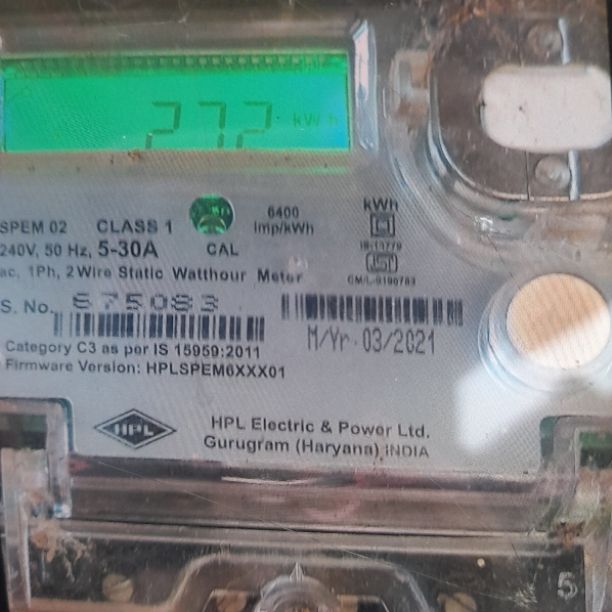 272 kWh
SPEM 02 CLASS 1 6400 imp/kWh kWh
240V, 50 Hz, 5-30A CAL IS-13779
ac, 1Ph, 2 Wire Static Watthour Meter
S. No. 675083
M/Yr 03/2021
Category C3 as per IS 15959:2011
Firmware Version: HPLSPEM6XXX01
HPL
HPL Electric & Power Ltd.
Gurugram (Haryana) INDIA
5